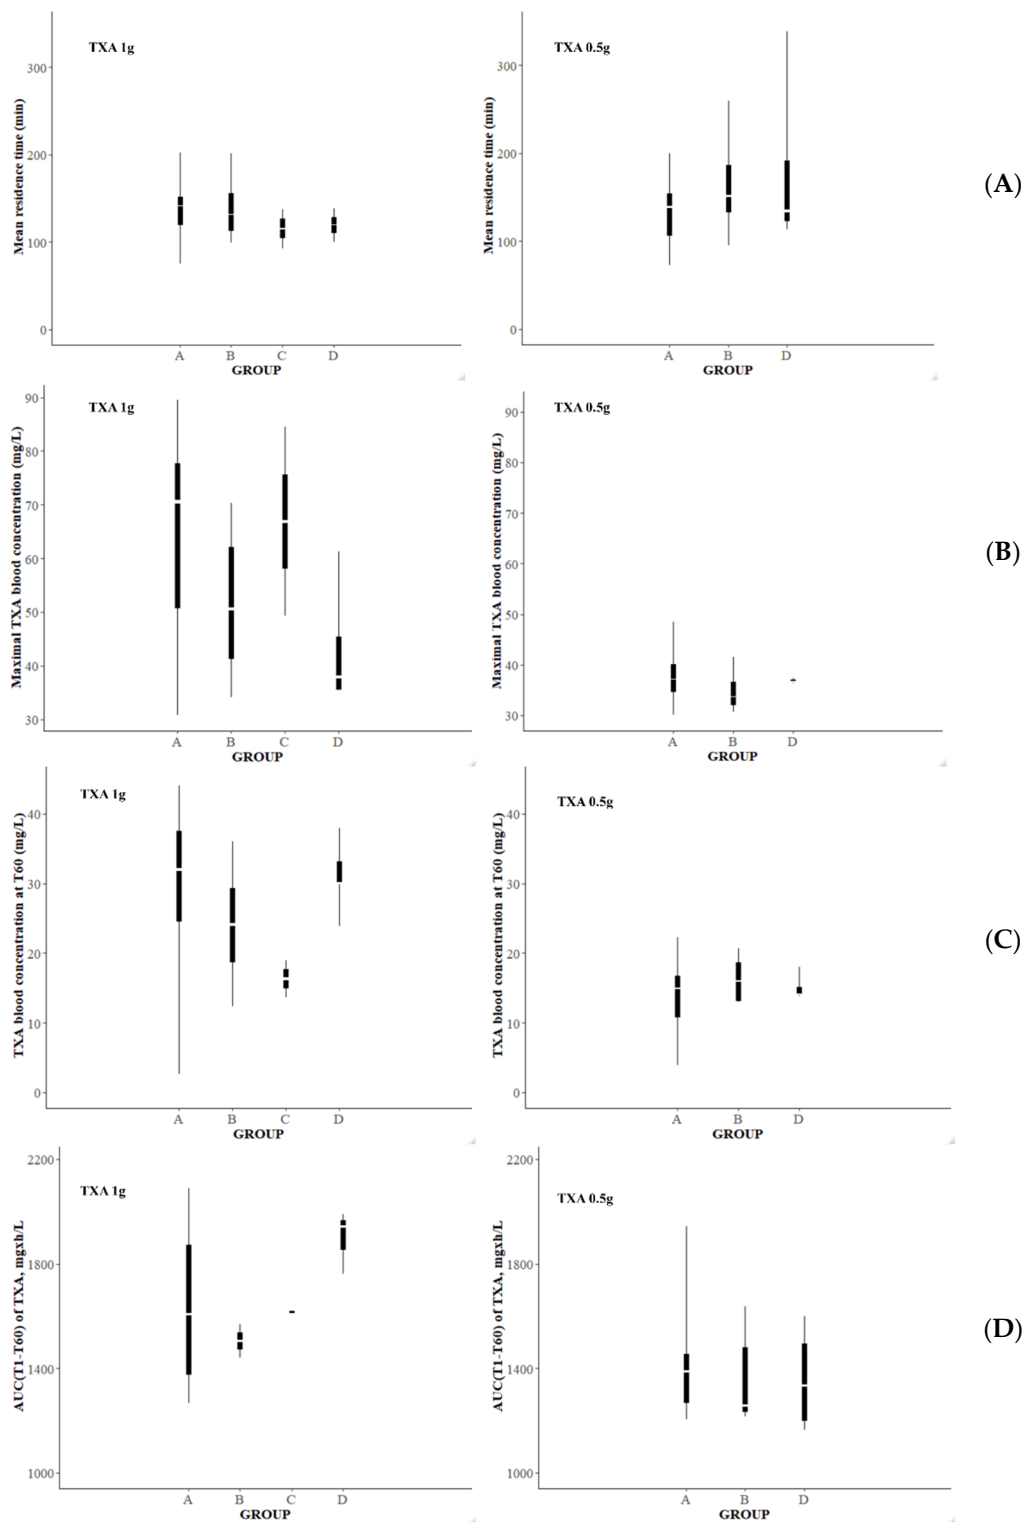 TXA 1g
Mean residence time (min)
300
200
100
0
A B C D
GROUP
TXA 0.5g
Mean residence time (min)
300
200
100
0
A B D
GROUP
(A)
TXA 1g
Maximal TXA blood concentration (mg/L)
90
80
70
60
50
40
30
A B C D
GROUP
TXA 0.5g
Maximal TXA blood concentration (mg/L)
90
80
70
60
50
40
30
A B D
GROUP
(B)
TXA 1g
TXA blood concentration at T60 (mg/L)
40
30
20
10
0
A B C D
GROUP
TXA 0.5g
TXA blood concentration at T60 (mg/L)
40
30
20
10
0
A B D
GROUP
(C)
TXA 1g
AUC(T1-T60) of TXA, mgxh/L
2200
1800
1400
1000
A B C D
GROUP
TXA 0.5g
AUC(T1-T60) of TXA, mgxh/L
2200
1800
1400
1000
A B D
GROUP
(D)